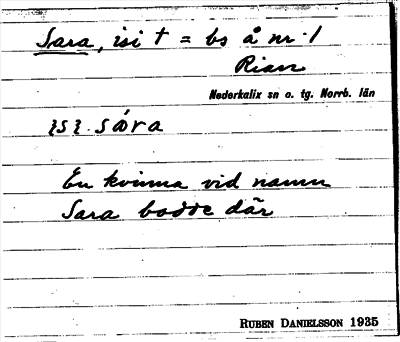 Sara, isi t = bs å nr 1
Rian
Nederkalix sn o. tg. Norrb. län
En kvinna vid namn
Sara bodde där
RUBEN DANIELSSON 1935